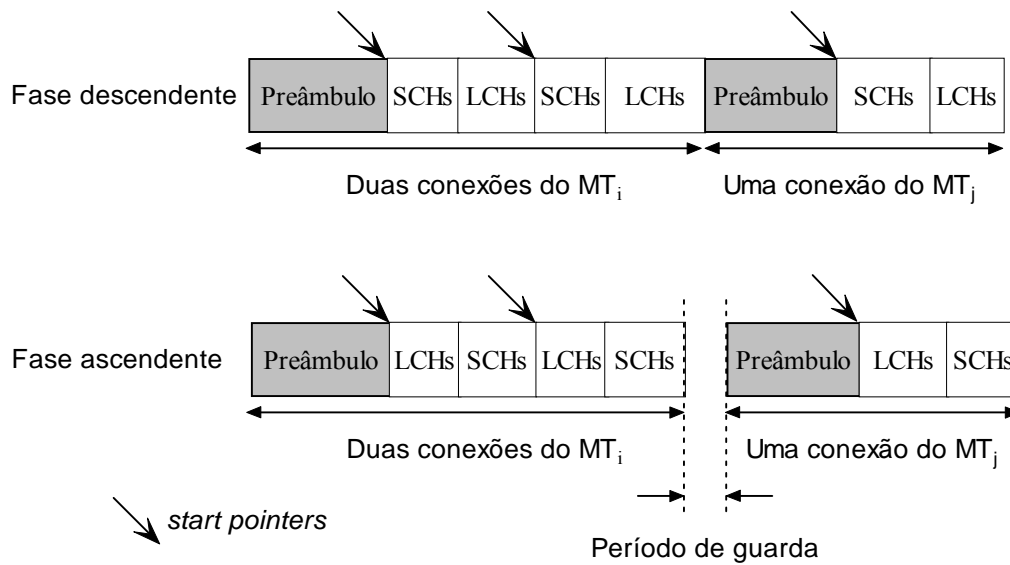 Fase descendente Preâmbulo SCHs LCHs SCHs LCHs Preâmbulo SCHs LCHs
Duas conexões do MTi Uma conexão do MTj
Fase ascendente Preâmbulo LCHs SCHs LCHs SCHs Preâmbulo LCHs SCHs
Duas conexões do MTi Uma conexão do MTj
start pointers
Período de guarda